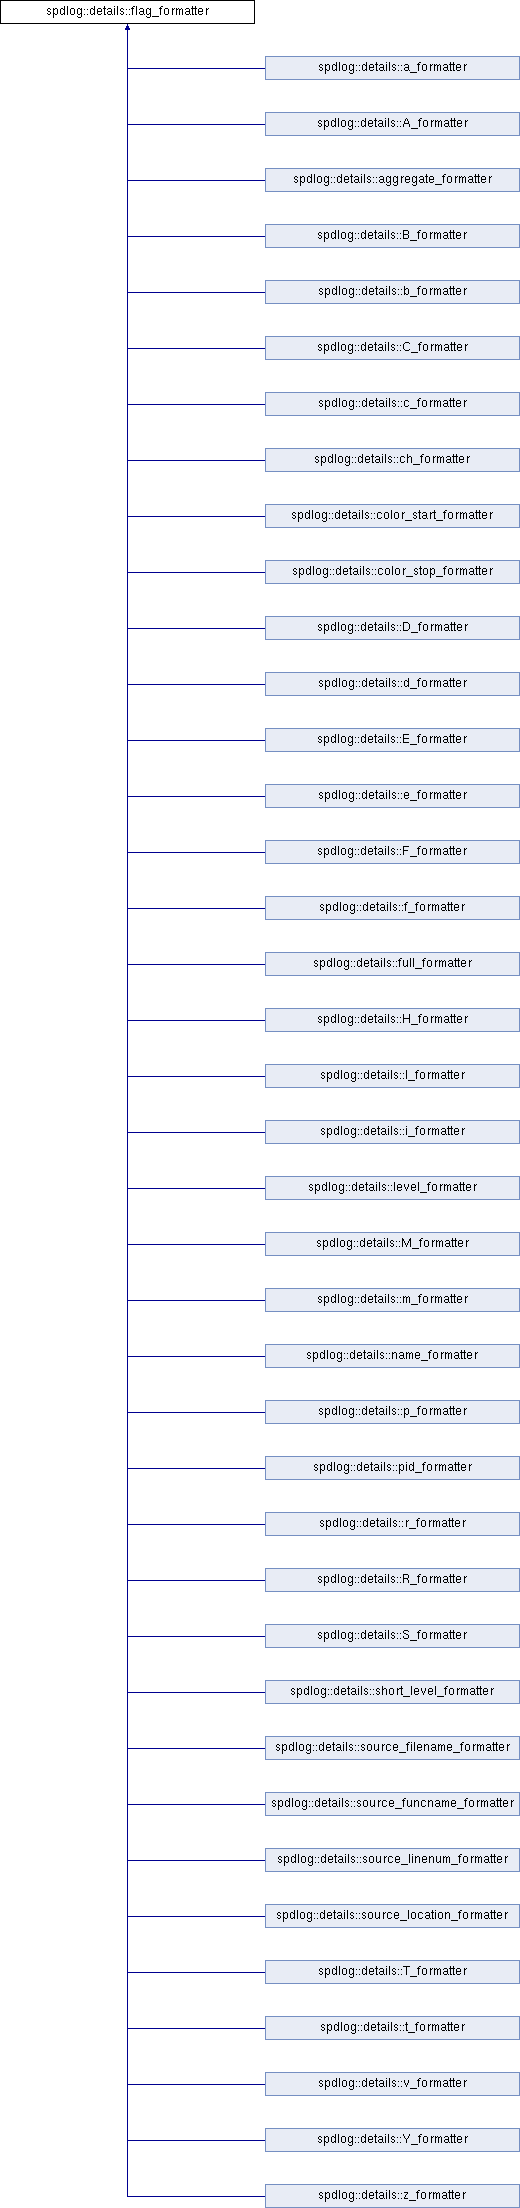 spdlog::details::flag_formatter
spdlog::details::a_formatter
spdlog::details::A_formatter
spdlog::details::aggregate_formatter
spdlog::details::B_formatter
spdlog::details::b_formatter
spdlog::details::C_formatter
spdlog::details::c_formatter
spdlog::details::ch_formatter
spdlog::details::color_start_formatter
spdlog::details::color_stop_formatter
spdlog::details::D_formatter
spdlog::details::d_formatter
spdlog::details::E_formatter
spdlog::details::e_formatter
spdlog::details::F_formatter
spdlog::details::f_formatter
spdlog::details::full_formatter
spdlog::details::H_formatter
spdlog::details::I_formatter
spdlog::details::i_formatter
spdlog::details::level_formatter
spdlog::details::M_formatter
spdlog::details::m_formatter
spdlog::details::name_formatter
spdlog::details::p_formatter
spdlog::details::pid_formatter
spdlog::details::r_formatter
spdlog::details::R_formatter
spdlog::details::S_formatter
spdlog::details::short_level_formatter
spdlog::details::source_filename_formatter
spdlog::details::source_funcname_formatter
spdlog::details::source_linenum_formatter
spdlog::details::source_location_formatter
spdlog::details::T_formatter
spdlog::details::t_formatter
spdlog::details::v_formatter
spdlog::details::Y_formatter
spdlog::details::z_formatter